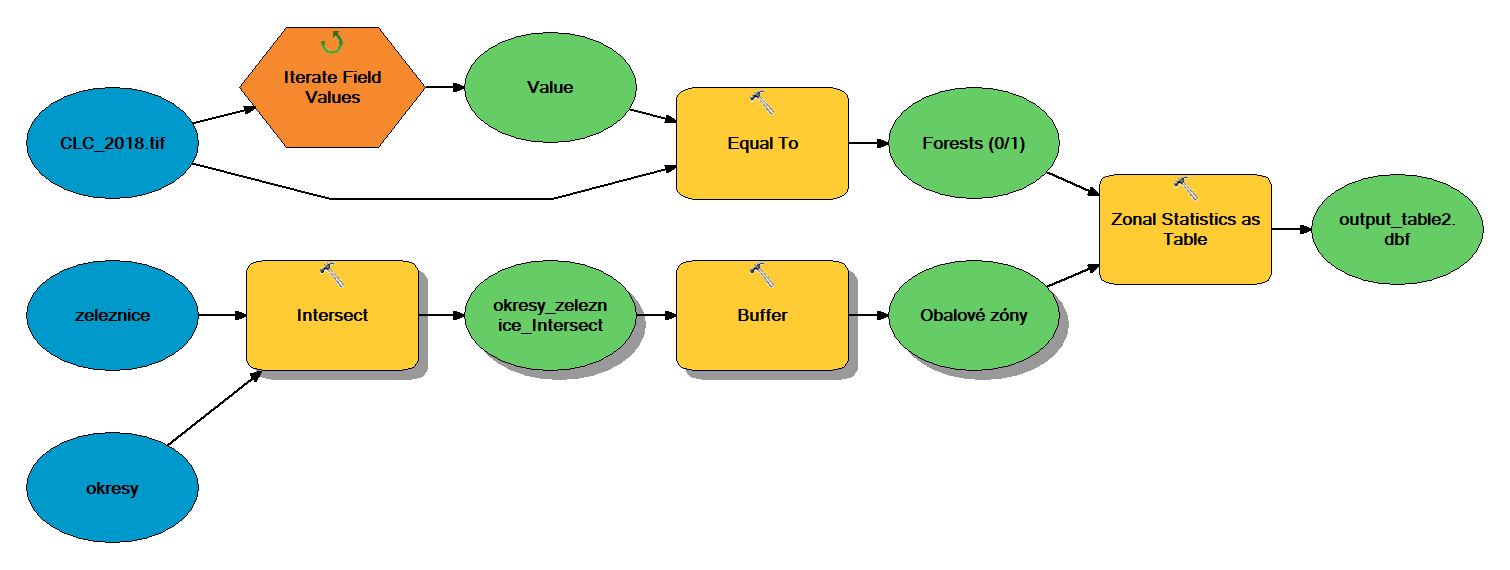 Iterate Field
Values
Value
CLC_2018.tif
Equal To
Forests (0/1)
Zonal Statistics as
Table
output_table2.
dbf
zeleznice
Intersect
okresy_zelezn
ice_Intersect
Buffer
Obalové zóny
okresy